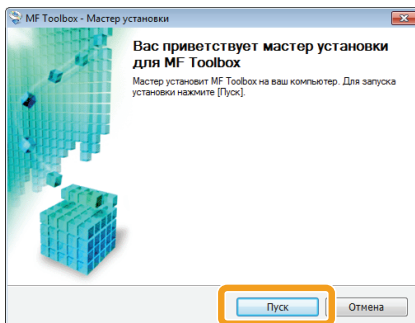 MF Toolbox - Мастер установки
Вас приветствует мастер установки
для MF Toolbox
Мастер установит MF Toolbox на ваш компьютер. Для запуска
установки нажмите [Пуск].
Пуск
Отмена